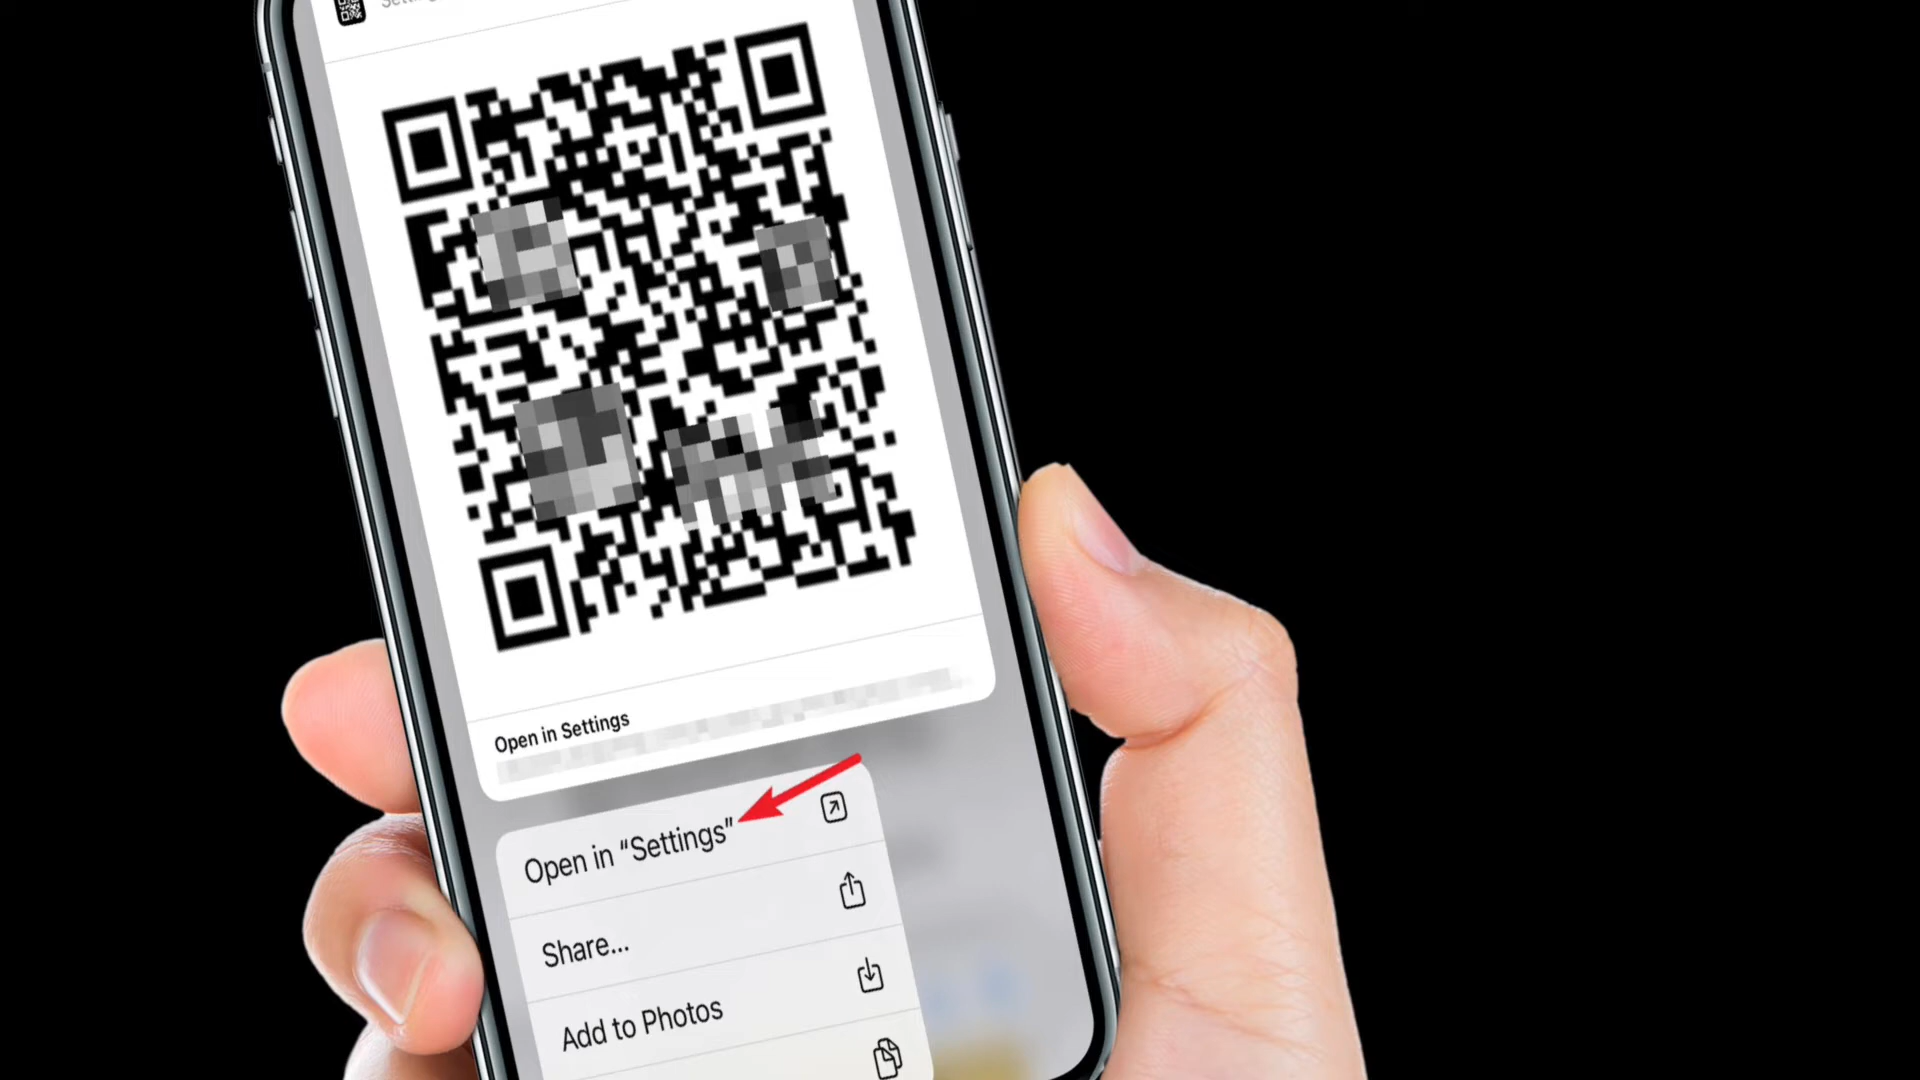 Open in Settings
Open in “Settings”
Share...
Add to Photos